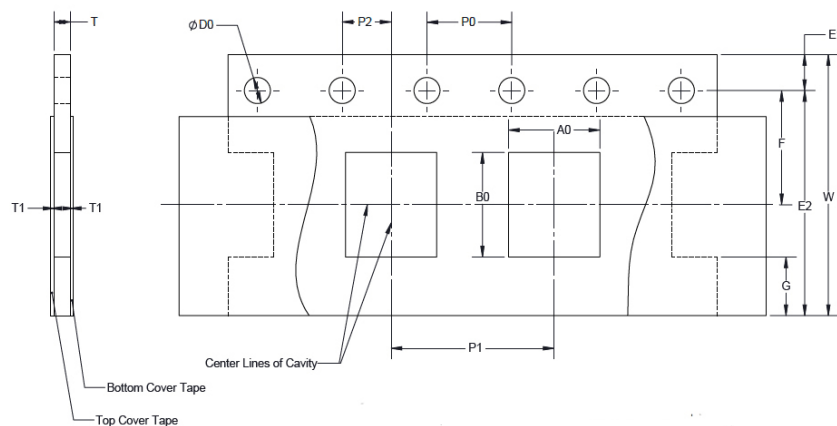 T
P2
P0
E
ϕD0
A0
F
T1
T1
B0
E2
W
G
Center Lines of Cavity
P1
Bottom Cover Tape
Top Cover Tape